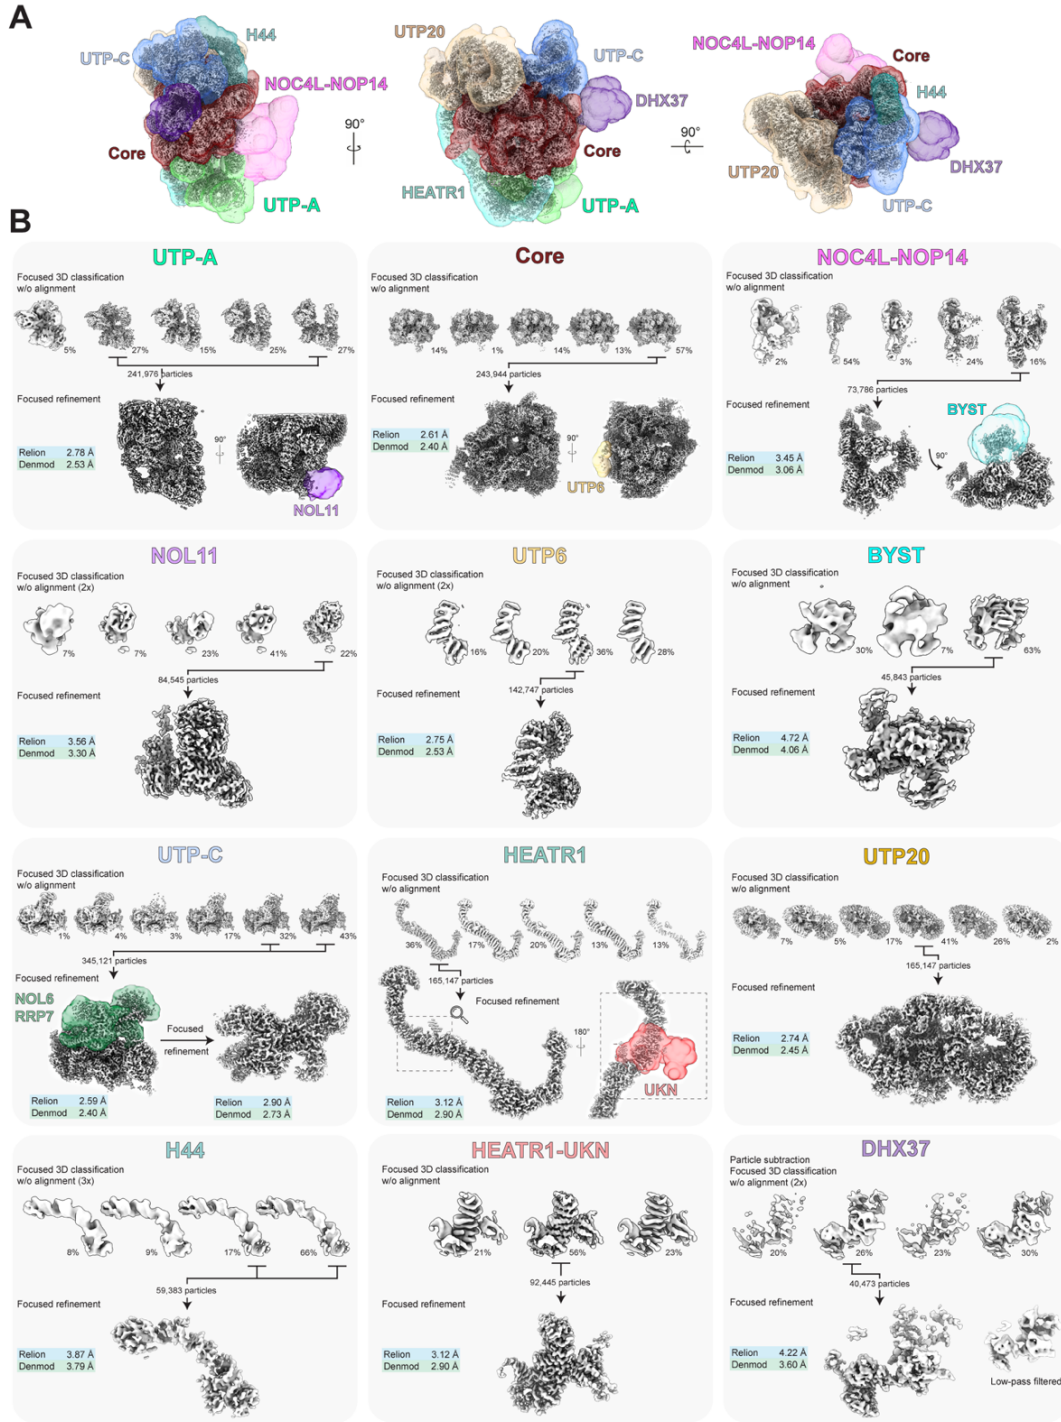 A
UTP-C
H44
NOC4L-NOP14
Core
UTP-A
90°
UTP20
UTP-C
DHX37
Core
HEATR1
UTP-A
90°
NOC4L-NOP14
Core
H44
UTP20
DHX37
UTP-C
B
UTP-A
Focused 3D classification
w/o alignment
5%
27%
15%
25%
27%
241,976 particles
Focused refinement
Relion 2.78 Å
Denmod 2.53 Å
90°
NOL11
Core
Focused 3D classification
w/o alignment
14%
1%
14%
13%
57%
243,944 particles
Focused refinement
Relion 2.61 Å
Denmod 2.40 Å
90°
UTP6
NOC4L-NOP14
Focused 3D classification
w/o alignment
2%
54%
3%
24%
16%
73,786 particles
Focused refinement
BYST
Relion 3.45 Å
Denmod 3.06 Å
90°
NOL11
Focused 3D classification
w/o alignment (2x)
7%
7%
23%
41%
22%
84,545 particles
Focused refinement
Relion 3.56 Å
Denmod 3.30 Å
UTP6
Focused 3D classification
w/o alignment (2x)
16%
20%
36%
28%
142,747 particles
Focused refinement
Relion 2.75 Å
Denmod 2.53 Å
BYST
Focused 3D classification
w/o alignment
30%
7%
63%
45,843 particles
Focused refinement
Relion 4.72 Å
Denmod 4.06 Å
UTP-C
Focused 3D classification
w/o alignment
1%
4%
3%
17%
32%
43%
345,121 particles
Focused refinement
NOL6
RRP7
Focused
refinement
Relion 2.59 Å
Denmod 2.40 Å
Relion 2.90 Å
Denmod 2.73 Å
HEATR1
Focused 3D classification
w/o alignment
36%
17%
20%
13%
13%
165,147 particles
Focused refinement
180°
UKN
Relion 3.12 Å
Denmod 2.90 Å
UTP20
Focused 3D classification
w/o alignment
7%
5%
17%
41%
26%
2%
165,147 particles
Focused refinement
Relion 2.74 Å
Denmod 2.45 Å
H44
Focused 3D classification
w/o alignment (3x)
8%
9%
17%
66%
59,383 particles
Focused refinement
Relion 3.87 Å
Denmod 3.79 Å
HEATR1-UKN
Focused 3D classification
w/o alignment
21%
56%
23%
92,445 particles
Focused refinement
Relion 3.12 Å
Denmod 2.90 Å
DHX37
Particle subtraction
Focused 3D classification
w/o alignment (2x)
20%
26%
23%
30%
40,473 particles
Focused refinement
Relion 4.22 Å
Denmod 3.60 Å
Low-pass filtered